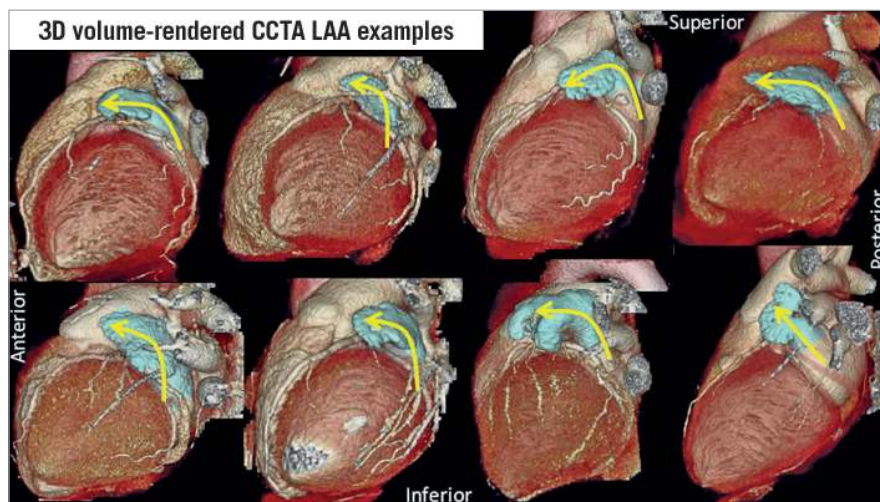 3D volume-rendered CCTA LAA examples
Superior
Anterior
Posterior
Inferior